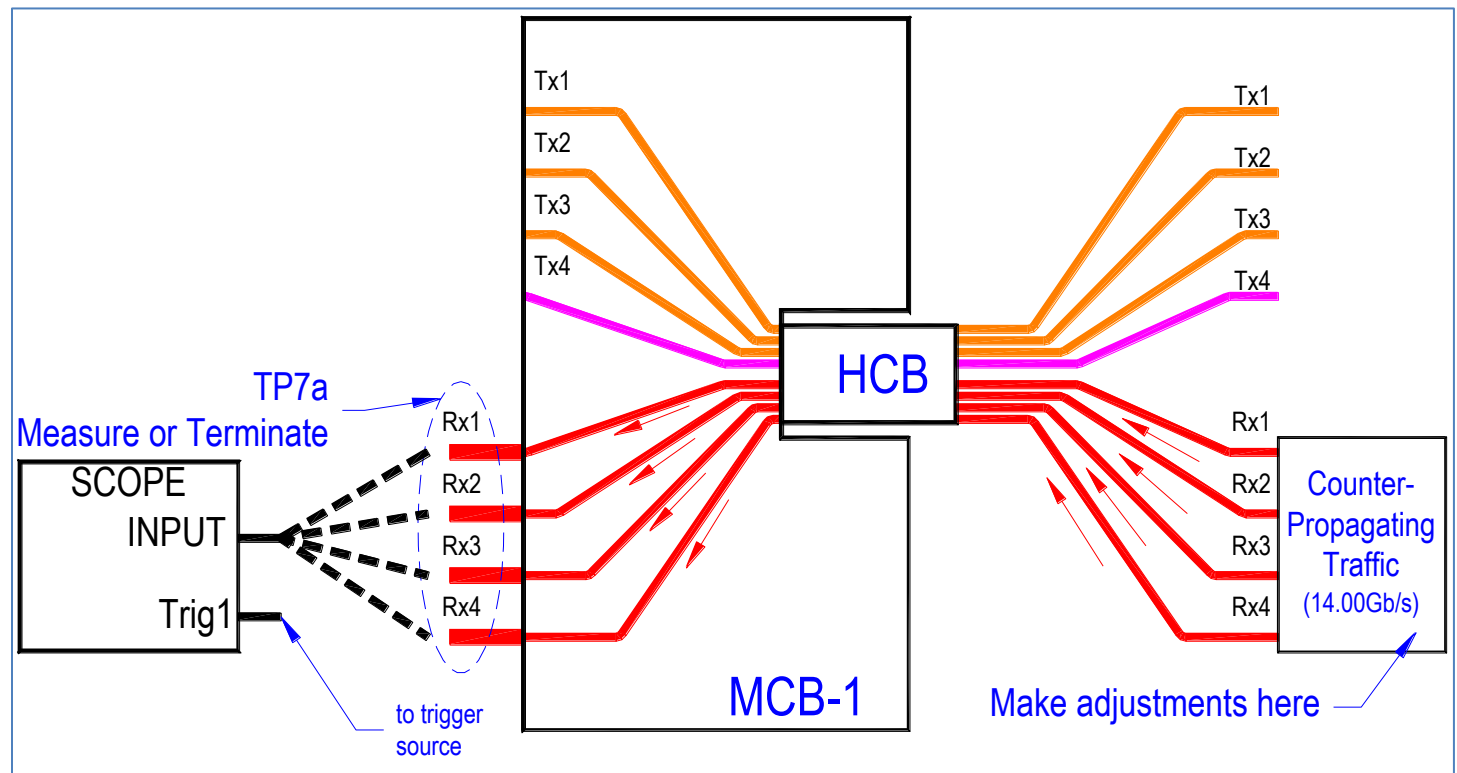 Tx1
Tx2
Tx3
Tx4
Tx1
Tx2
Tx3
Tx4
HCB
TP7a
Measure or Terminate
SCOPE
INPUT
Trig1
Rx1
Rx2
Rx3
Rx4
to trigger
source
MCB-1
Rx1
Rx2
Rx3
Rx4
Counter-
Propagating
Traffic
(14.00Gb/s)
Make adjustments here